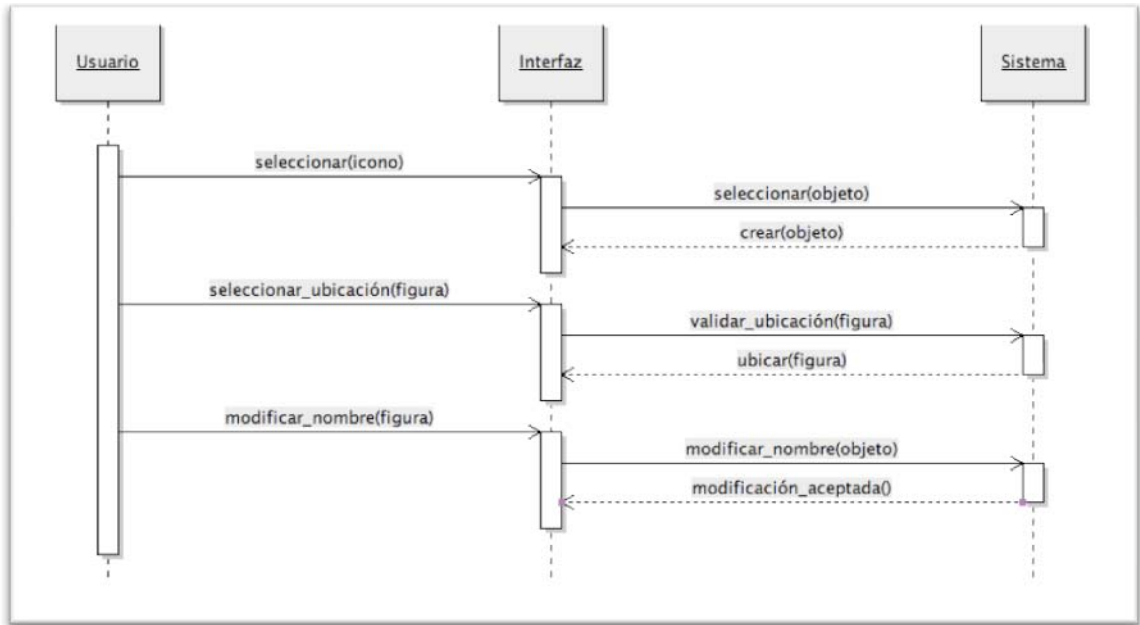 Usuario
Interfaz
Sistema
seleccionar(icono)
seleccionar(objeto)
crear(objeto)
seleccionar_ubicación(figura)
validar_ubicación(figura)
ubicar(figura)
modificar_nombre(figura)
modificar_nombre(objeto)
modificación_aceptada()